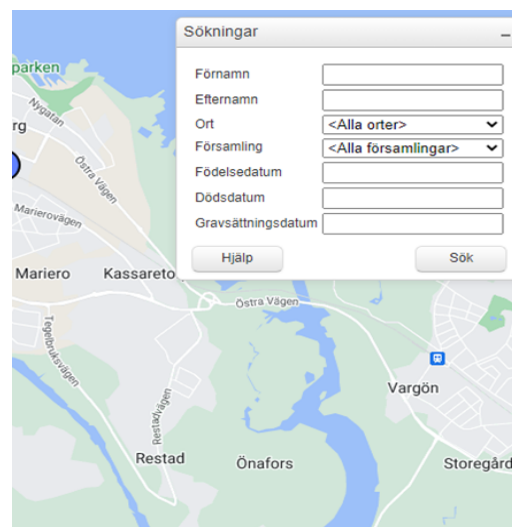 Sökningar
Förnamn
Efternamn
Ort <Alla orter>
Församling <Alla församlingar>
Födelsedatum
Dödsdatum
Gravsättningsdatum
Hjälp Sök
parken
Nygatan
rg
Östra Vägen
Marierovägen
Mariero
Kassareto
Östra Vägen
Tegelbruksvägen
Restadvägen
Vargön
Restad
Önafors
Storegård